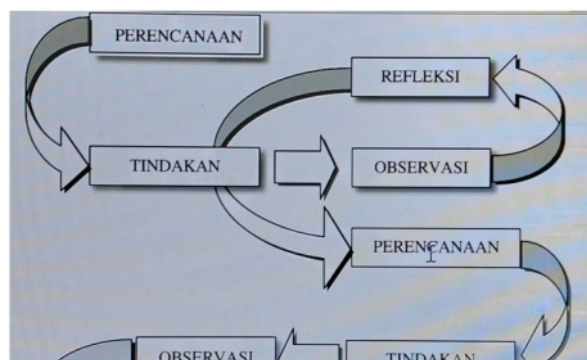 PERENCANAAN
REFLEKSI
TINDAKAN
OBSERVASI
PERENCANAAN
OBSERVASI
TINDAKAN